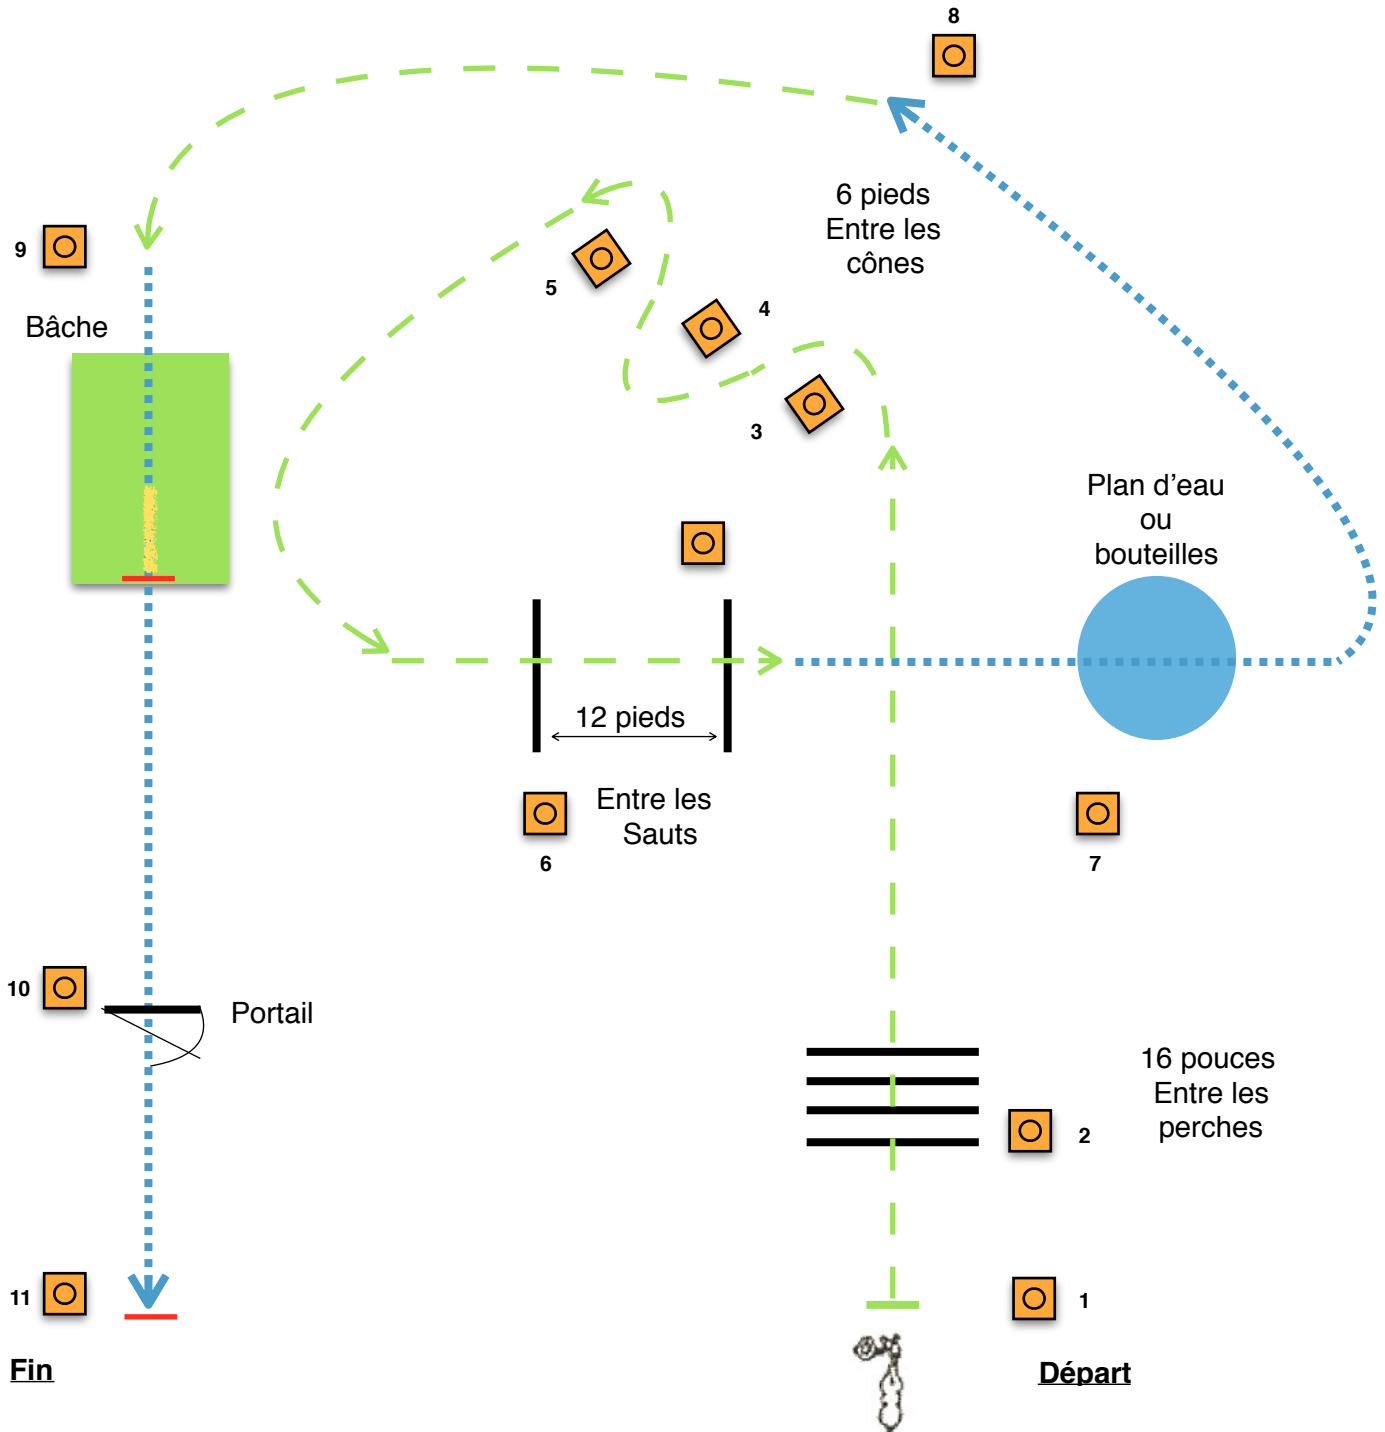 8
6 pieds
Entre les
cônes
9
5
4
Bâche
3
Plan d’eau
ou
bouteilles
12 pieds
Entre les
Sauts
6
7
10
Portail
16 pouces
Entre les
perches
2
11
1
Fin
Départ